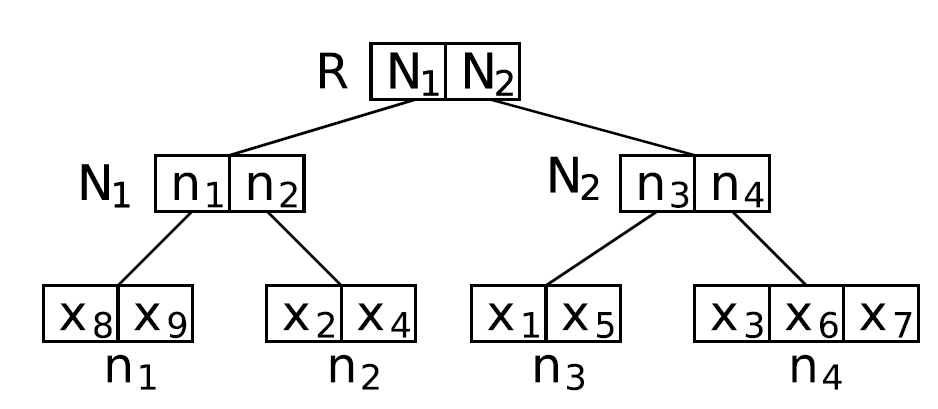 R N₁ N₂
N₁ n₁ n₂ N₂ n₃ n₄
x₈ x₉ x₂ x₄ x₁ x₅ x₃ x₆ x₇
n₁ n₂ n₃ n₄